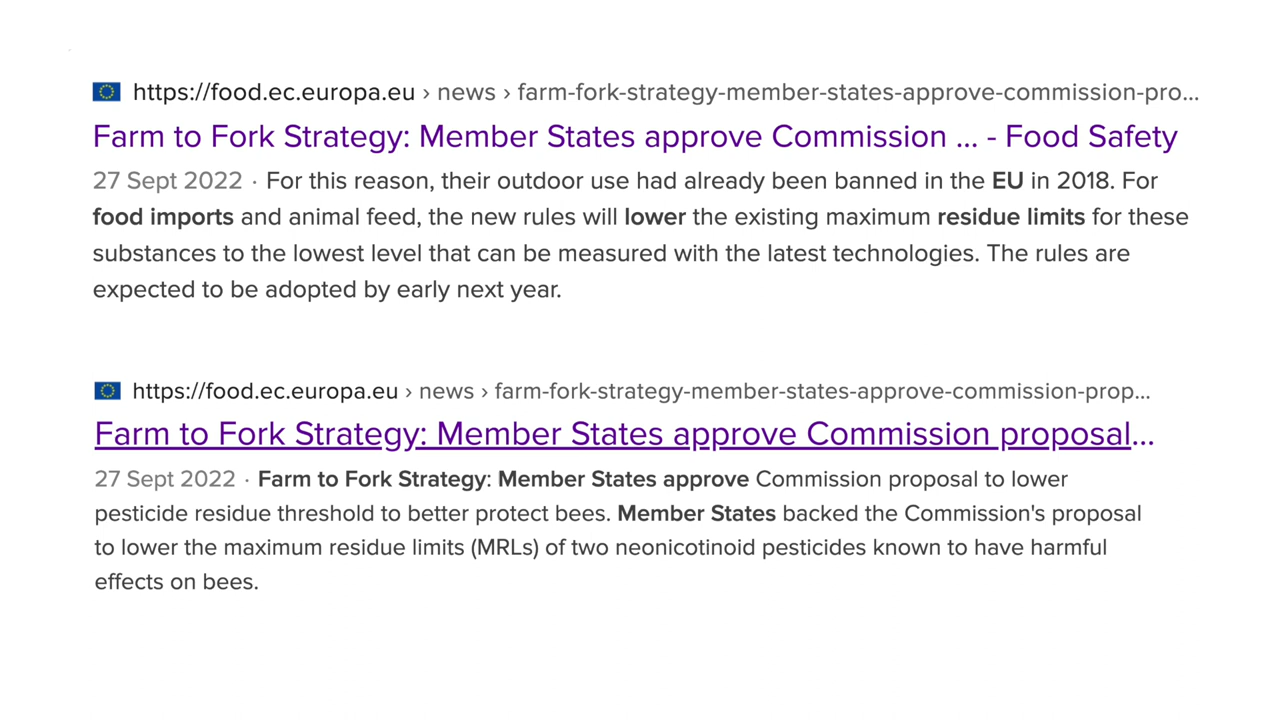 https://food.ec.europa.eu › news › farm-fork-strategy-member-states-approve-commission-pro...
Farm to Fork Strategy: Member States approve Commission ... - Food Safety
27 Sept 2022 · For this reason, their outdoor use had already been banned in the EU in 2018. For
food imports and animal feed, the new rules will lower the existing maximum residue limits for these
substances to the lowest level that can be measured with the latest technologies. The rules are
expected to be adopted by early next year.
https://food.ec.europa.eu › news › farm-fork-strategy-member-states-approve-commission-prop...
Farm to Fork Strategy: Member States approve Commission proposal...
27 Sept 2022 · Farm to Fork Strategy: Member States approve Commission proposal to lower
pesticide residue threshold to better protect bees. Member States backed the Commission's proposal
to lower the maximum residue limits (MRLs) of two neonicotinoid pesticides known to have harmful
effects on bees.